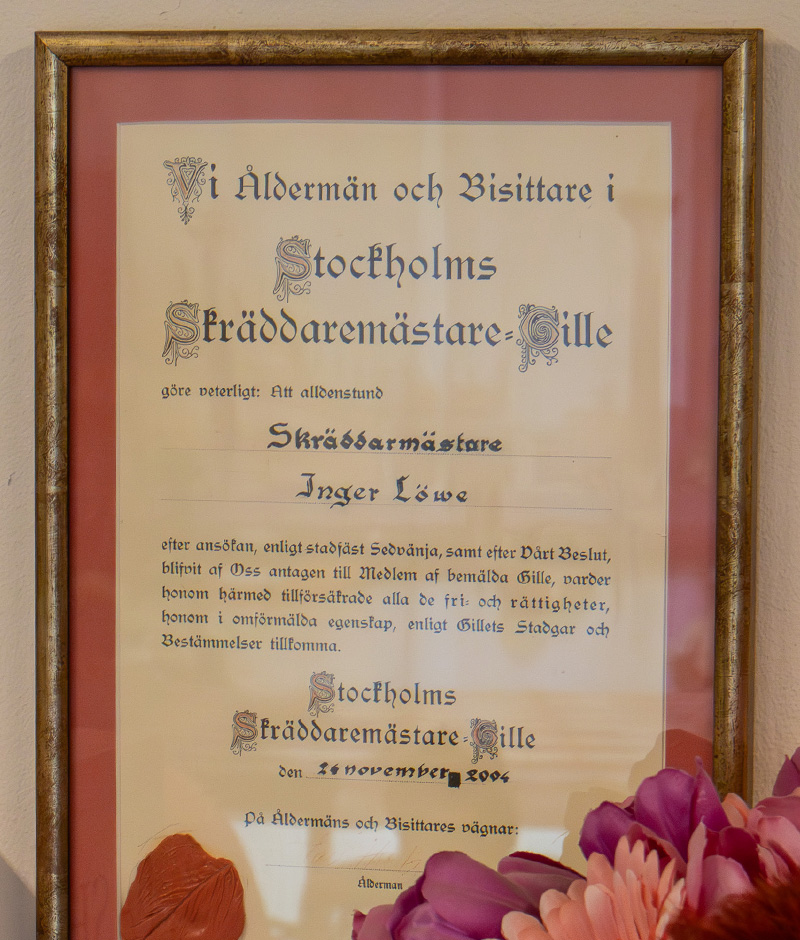 Vi Åldermän och Bisittare i
Stockholms
Skräddaremästare-Gille
göre veterligt: Att alldenstund
Skräddarmästare
Inger Löwe
efter ansökan, enligt stadfäst Sedvänja, samt efter Vårt Beslut,
blifvit af Oss antagen till Medlem af bemälda Gille, varder
honom härmed tillförsäkrade alla de fri- och rättigheter,
honom i omförmälda egenskap, enligt Gillets Stadgar och
Bestämmelser tillkomma.
Stockholms
Skräddaremästare-Gille
den 26 november 2004
På Åldermäns och Bisittares vägnar:
Ålderman